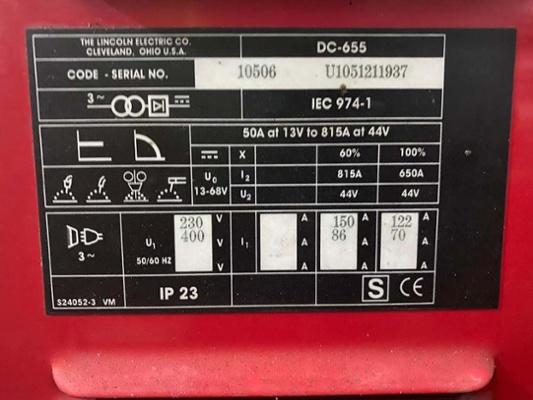 THE LINCOLN ELECTRIC CO.
CLEVELAND, OHIO U.S.A.
DC-655
CODE - SERIAL NO.
10506 U1051211937
3~
IEC 974-1
50A at 13V to 815A at 44V
X 60% 100%
U0 I2 815A 650A
13-68V U2 44V 44V
230 V A 150 A 122 A
U1 400 V I1 A 86 A 70 A
3~ 50/60 HZ V A A A
S24052-3 VM IP 23 S CE